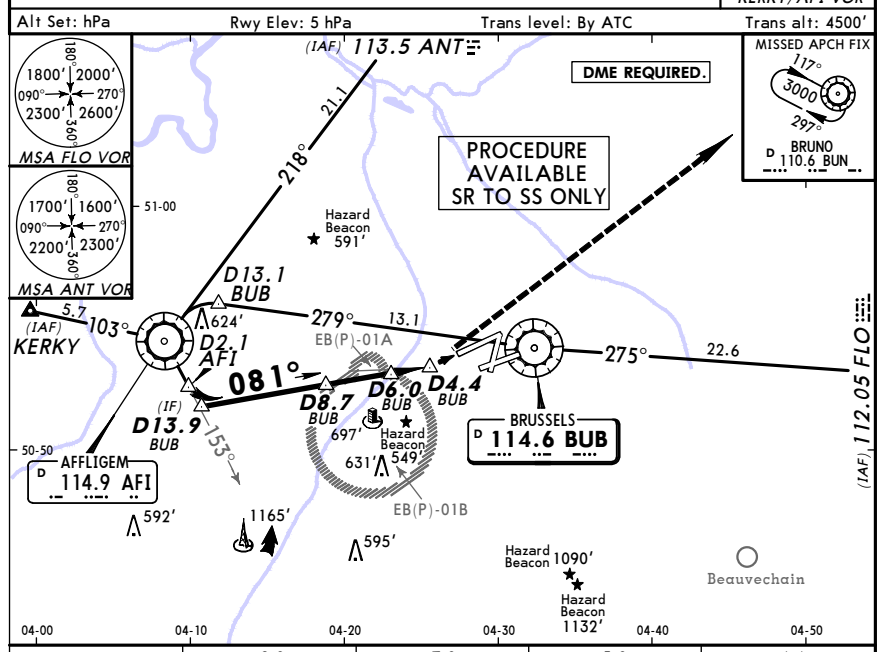 KERKY/AFI VOR
Alt Set: hPa
Rwy Elev: 5 hPa
Trans level: By ATC
Trans alt: 4500'
180°
1800' 2000'
090° 270°
2300' 2600'
360°
MSA FLO VOR
180°
1700' 1600'
090° 270°
2200' 2300'
360°
MSA ANT VOR
(IAF) 113.5 ANT
21.1
218°
DME REQUIRED.
MISSED APCH FIX
117°
3000
297°
BRUNO
D 110.6 BUN
PROCEDURE
AVAILABLE
SR TO SS ONLY
51-00
Hazard
Beacon
591'
D13.1
BUB
624'
5.7
103°
(IAF)
KERKY
D2.1
AFI
279°
13.1
EB(P)-01A
081°
275°
22.6
(IAF) 112.05 FLO
(IF)
D13.9
BUB
D8.7
BUB
D6.0
BUB
D4.4
BUB
153°
697'
Hazard
Beacon
549'
631'
EB(P)-01B
BRUSSELS
D 114.6 BUB
50-50
AFFLIGEM
D 114.9 AFI
592'
1165'
595'
Hazard
Beacon 1090'
Hazard
Beacon
1132'
Beauvechain
04-00
04-10
04-20
04-30
04-40
04-50